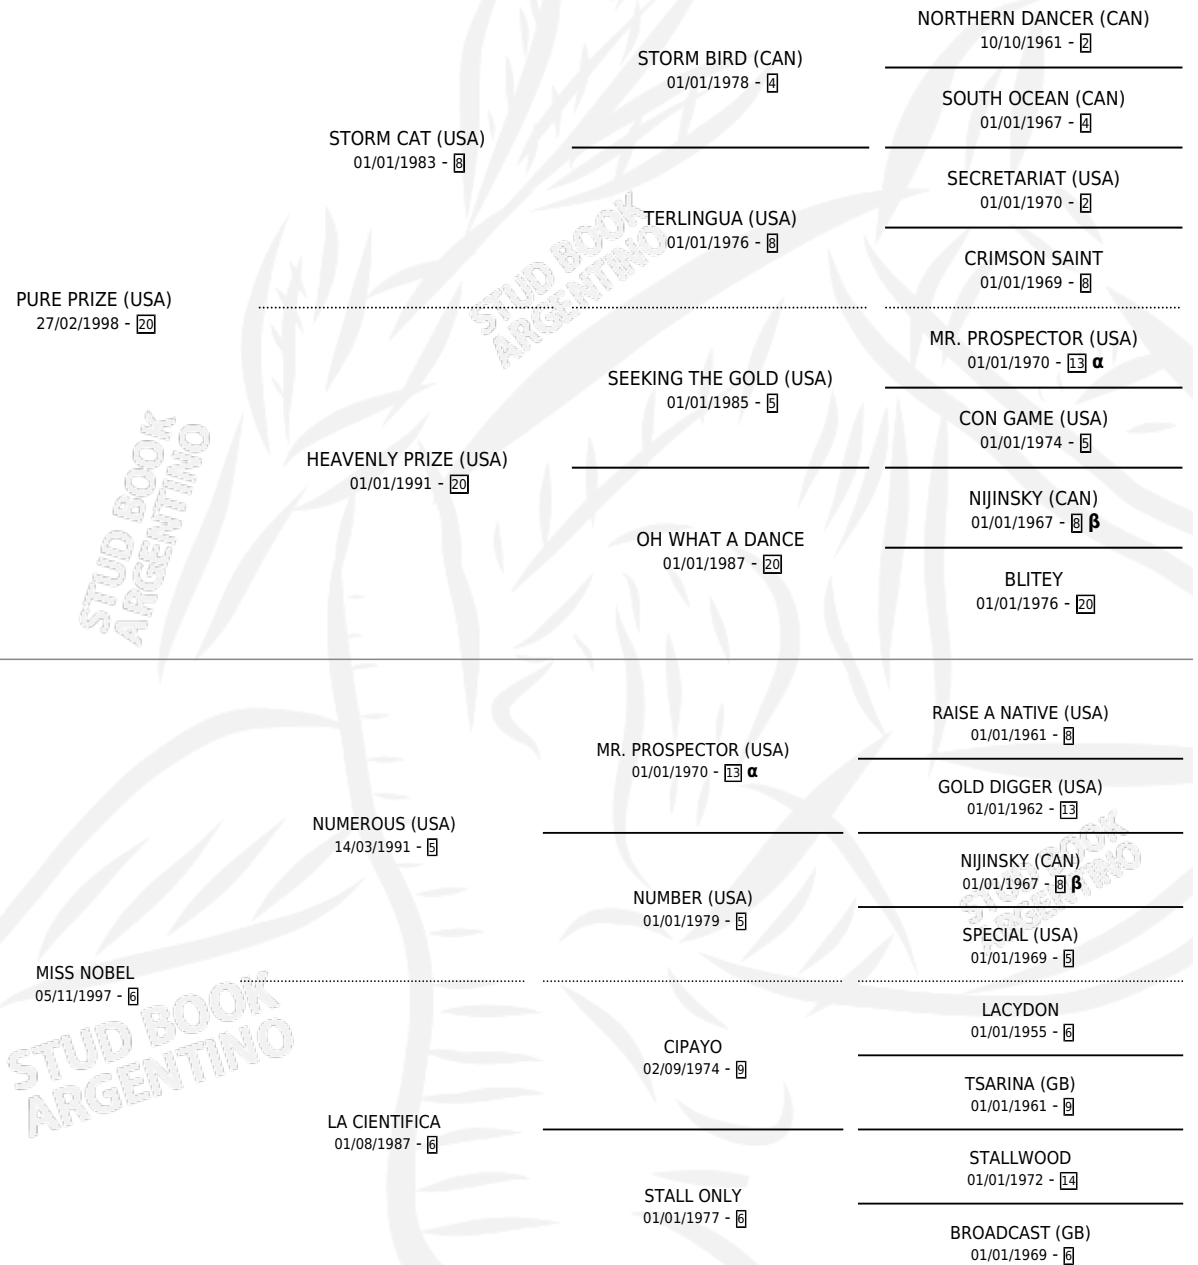 NORTHERN DANCER (CAN)
10/10/1961 - 2
STORM BIRD (CAN)
01/01/1978 - 4
SOUTH OCEAN (CAN)
01/01/1967 - 4
STORM CAT (USA)
01/01/1983 - 8
SECRETARIAT (USA)
01/01/1970 - 2
TERLINGUA (USA)
01/01/1976 - 8
CRIMSON SAINT
01/01/1969 - 8
PURE PRIZE (USA)
27/02/1998 - 20
MR. PROSPECTOR (USA)
01/01/1970 - 13 α
SEEKING THE GOLD (USA)
01/01/1985 - 5
CON GAME (USA)
01/01/1974 - 5
HEAVENLY PRIZE (USA)
01/01/1991 - 20
NIJINSKY (CAN)
01/01/1967 - 8 β
OH WHAT A DANCE
01/01/1987 - 20
BLITEY
01/01/1976 - 20
RAISE A NATIVE (USA)
01/01/1961 - 8
MR. PROSPECTOR (USA)
01/01/1970 - 13 α
GOLD DIGGER (USA)
01/01/1962 - 13
NUMEROUS (USA)
14/03/1991 - 5
NIJINSKY (CAN)
01/01/1967 - 8 β
NUMBER (USA)
01/01/1979 - 5
SPECIAL (USA)
01/01/1969 - 5
MISS NOBEL
05/11/1997 - 6
LACYDON
01/01/1955 - 6
CIPAYO
02/09/1974 - 9
TSARINA (GB)
01/01/1961 - 9
LA CIENTIFICA
01/08/1987 - 6
STALLWOOD
01/01/1972 - 14
STALL ONLY
01/01/1977 - 6
BROADCAST (GB)
01/01/1969 - 6
STUD BOOK
ARGENTINO
STUD BOOK
ARGENTINO
STUD BOOK
ARGENTINO
STUD BOOK
ARGENTINO